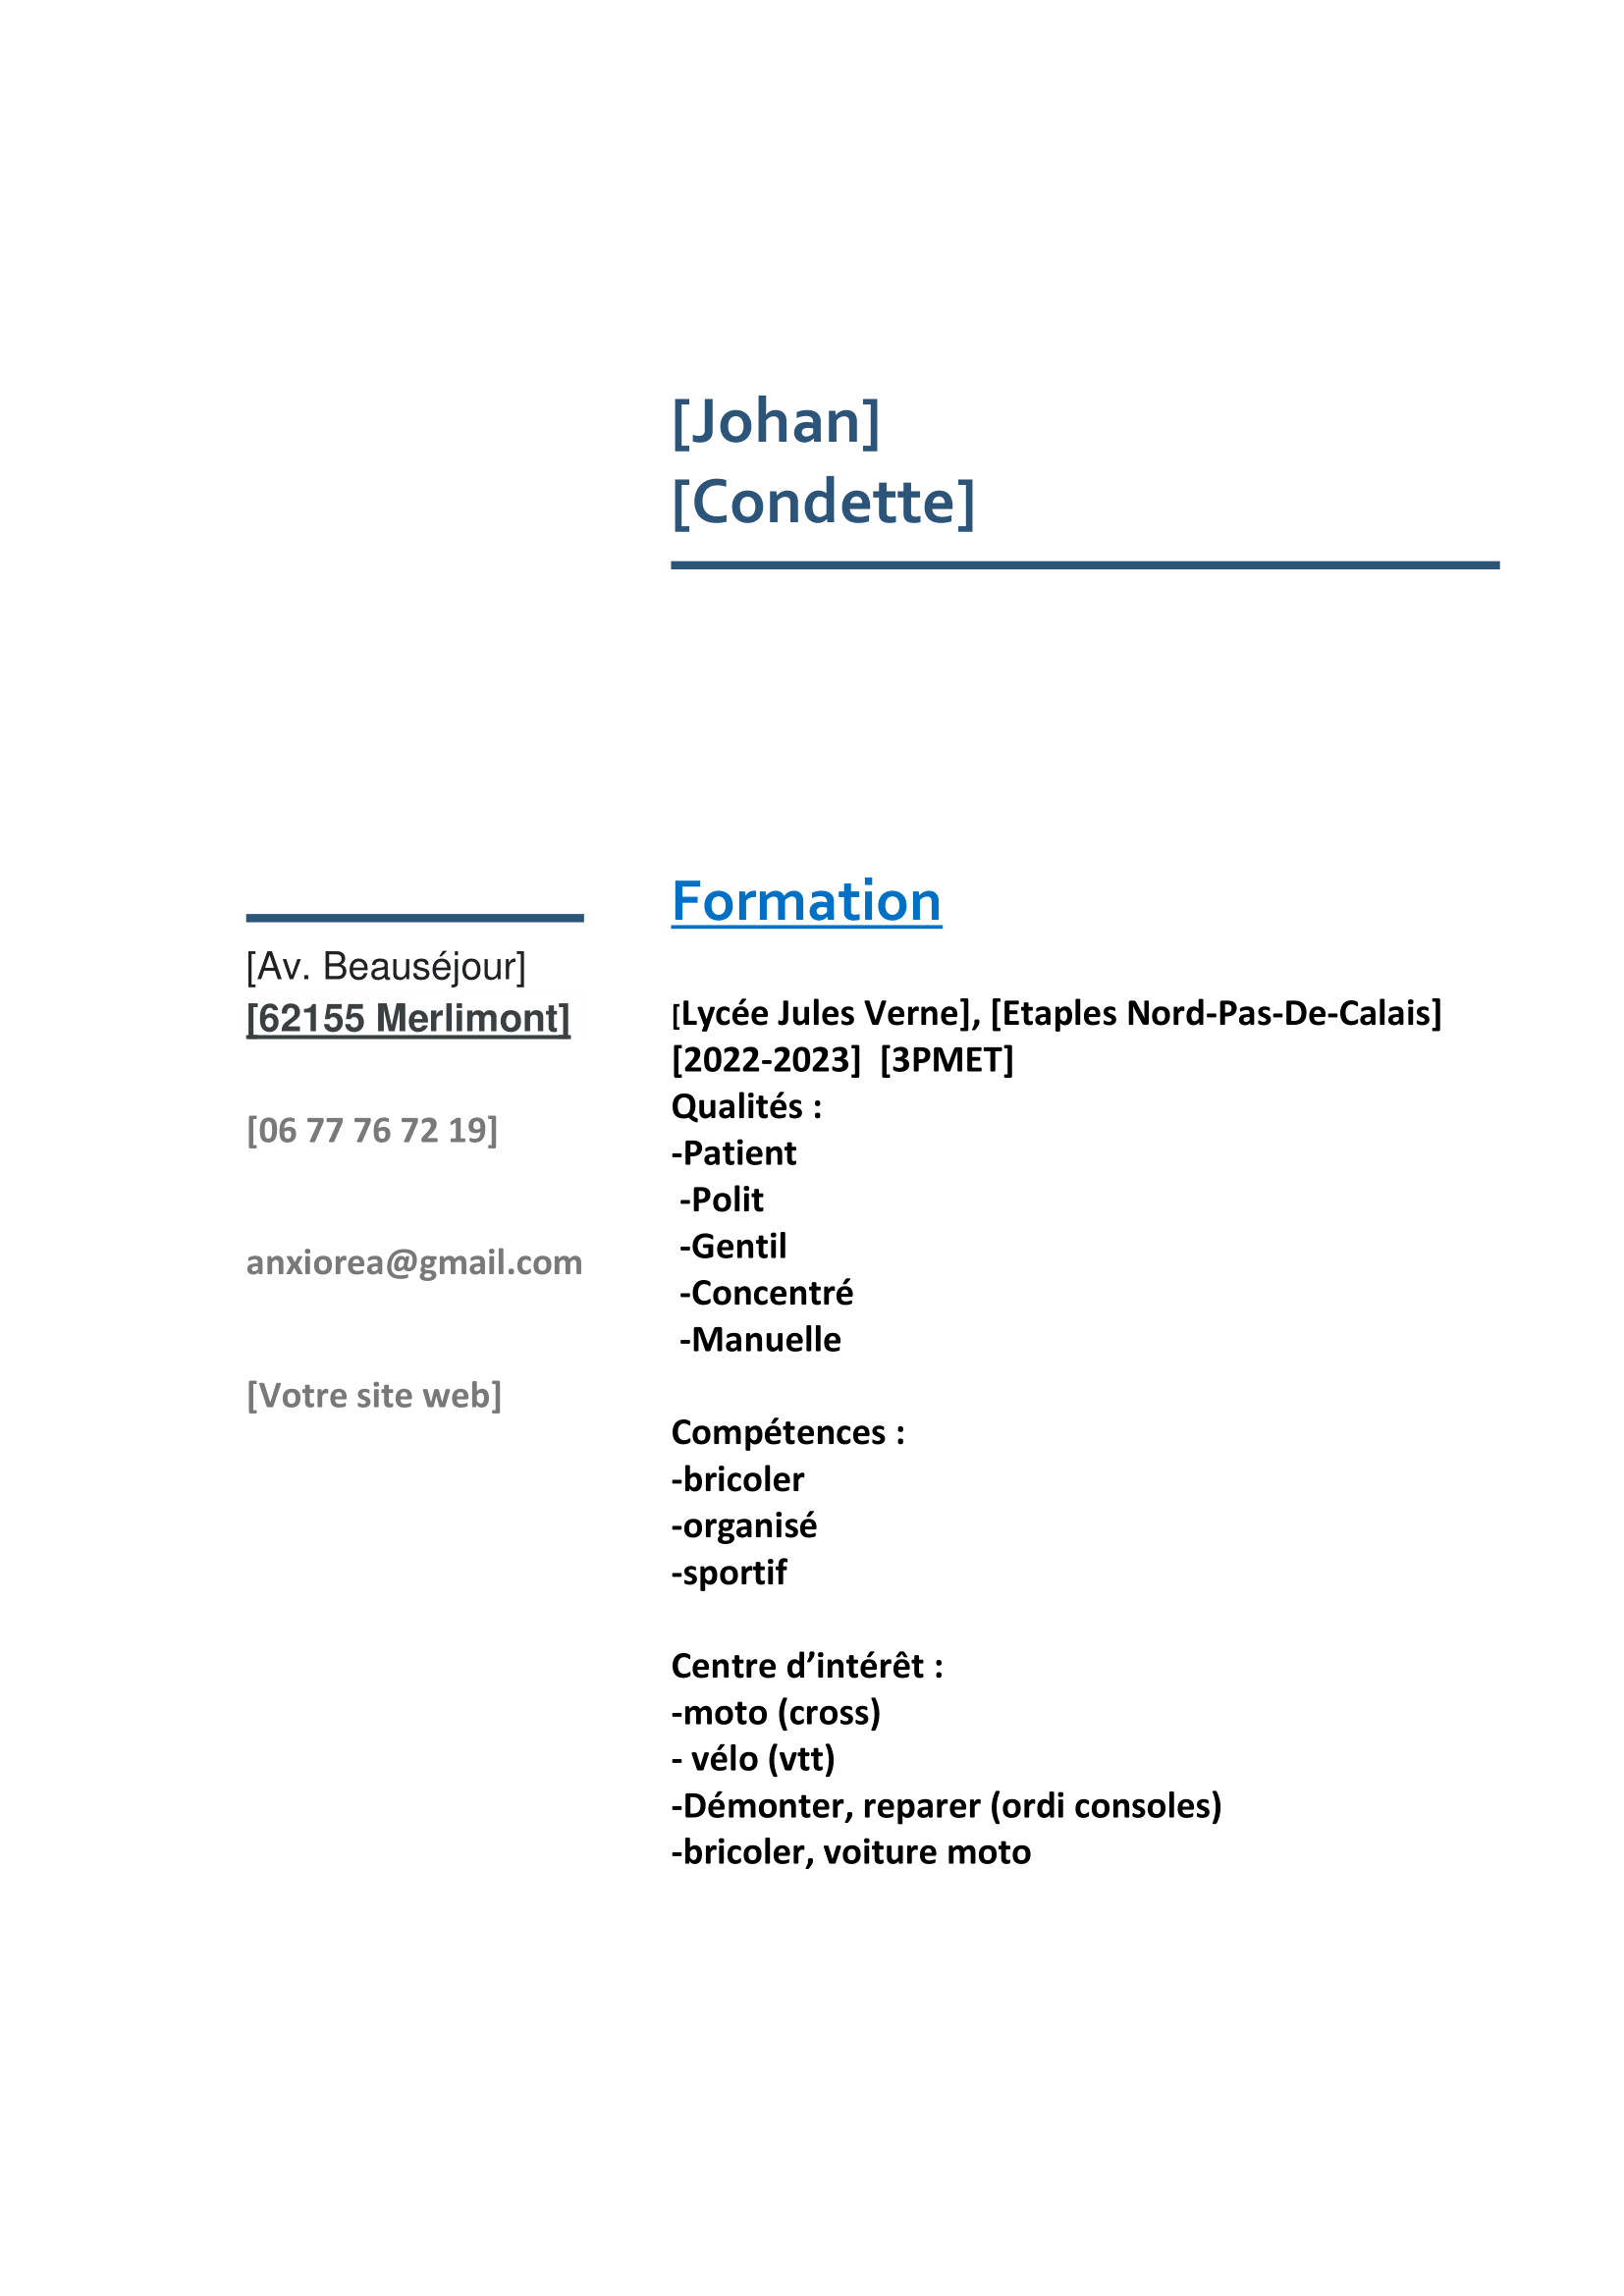 [Johan]
[Condette]
[Av. Beauséjour]
[62155 Merlimont]
[06 77 76 72 19]
anxiorea@gmail.com
[Votre site web]
Formation
[Lycée Jules Verne], [Etaples Nord-Pas-De-Calais]
[2022-2023]  [3PMET]
Qualités :
-Patient
-Polit
-Gentil
-Concentré
-Manuelle
Compétences :
-bricoler
-organisé
-sportif
Centre d’intérêt :
-moto (cross)
- vélo (vtt)
-Démonter, reparer (ordi consoles)
-bricoler, voiture moto